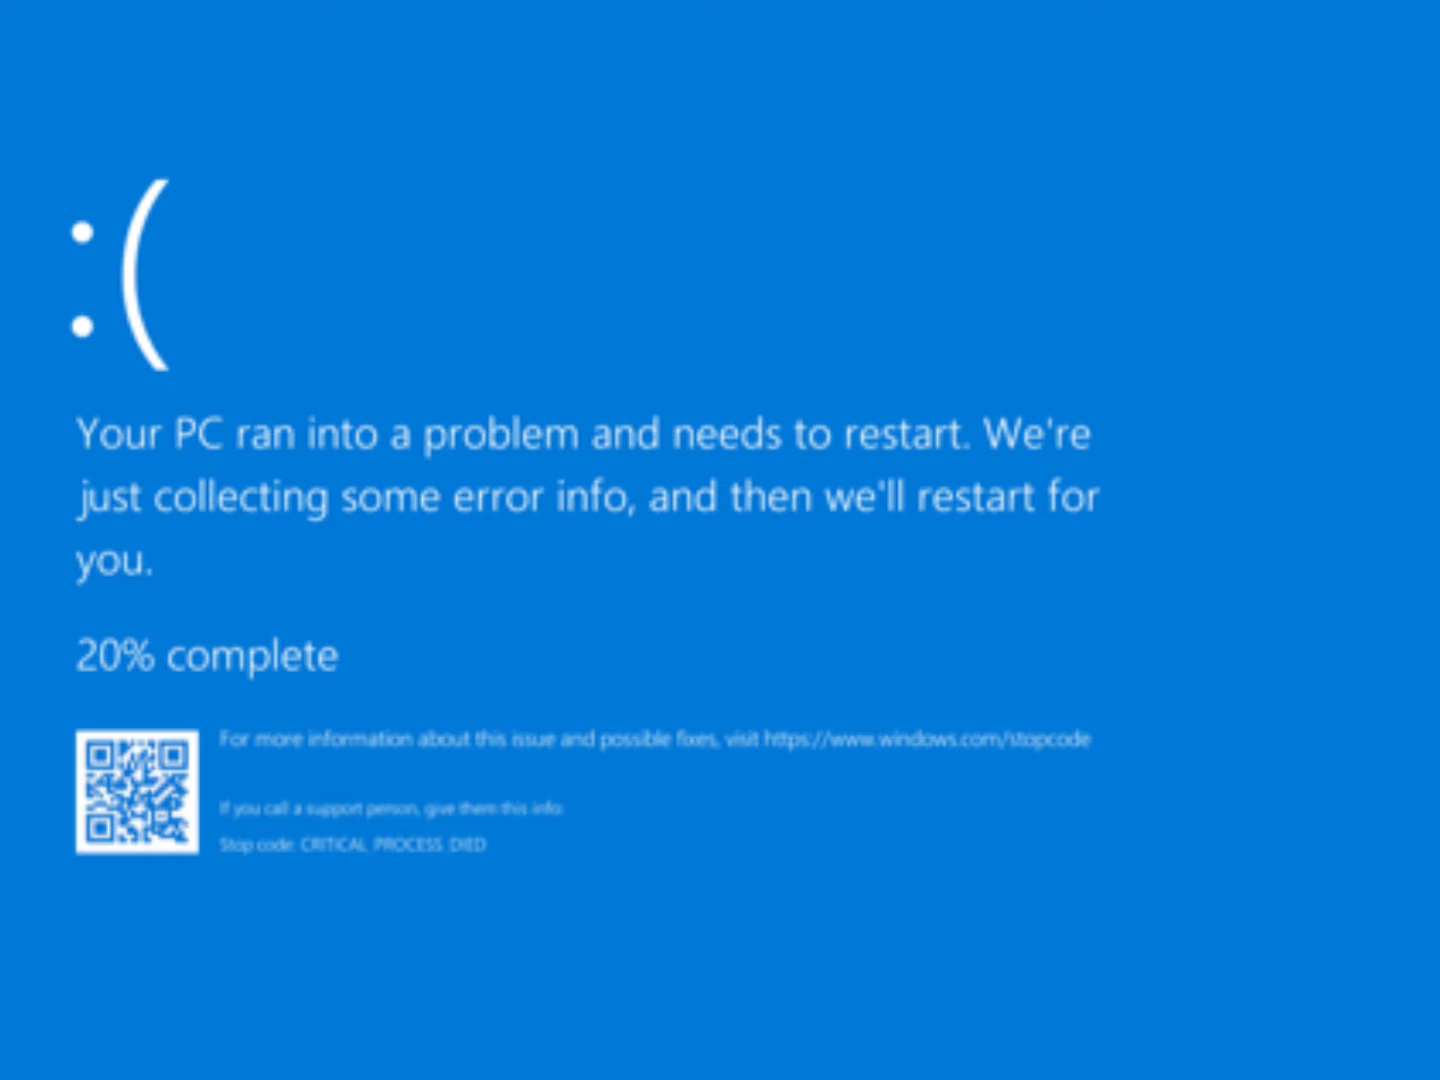 :(
Your PC ran into a problem and needs to restart. We're
just collecting some error info, and then we'll restart for
you.
20% complete
For more information about this issue and possible fixes, visit https://www.windows.com/stopcode
If you call a support person, give them this info:
Stop code: CRITICAL_PROCESS_DIED